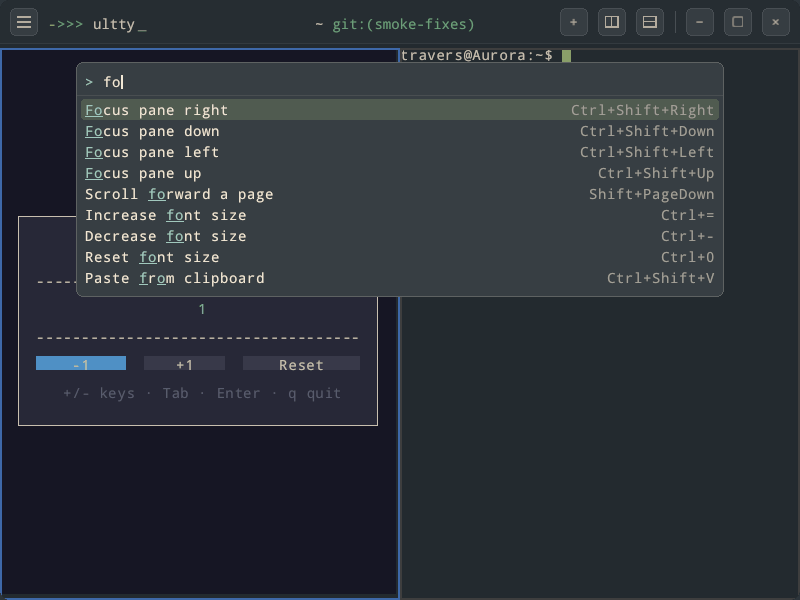 ->>> ultty_
~ git:(smoke-fixes)
travers@Aurora:~$
> fo
Focus pane right Ctrl+Shift+Right
Focus pane down Ctrl+Shift+Down
Focus pane left Ctrl+Shift+Left
Focus pane up Ctrl+Shift+Up
Scroll forward a page Shift+PageDown
Increase font size Ctrl+=
Decrease font size Ctrl+-
Reset font size Ctrl+0
Paste from clipboard Ctrl+Shift+V
1
-1 +1 Reset
+/- keys · Tab · Enter · q quit